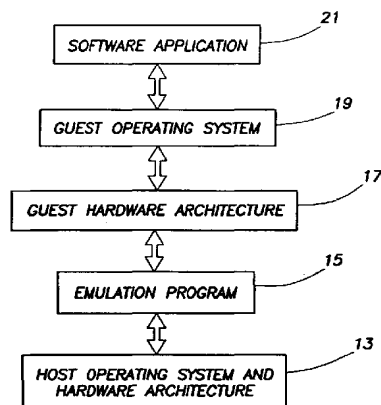 21
SOFTWARE APPLICATION
19
GUEST OPERATING SYSTEM
17
GUEST HARDWARE ARCHITECTURE
15
EMULATION PROGRAM
13
HOST OPERATING SYSTEM AND
HARDWARE ARCHITECTURE